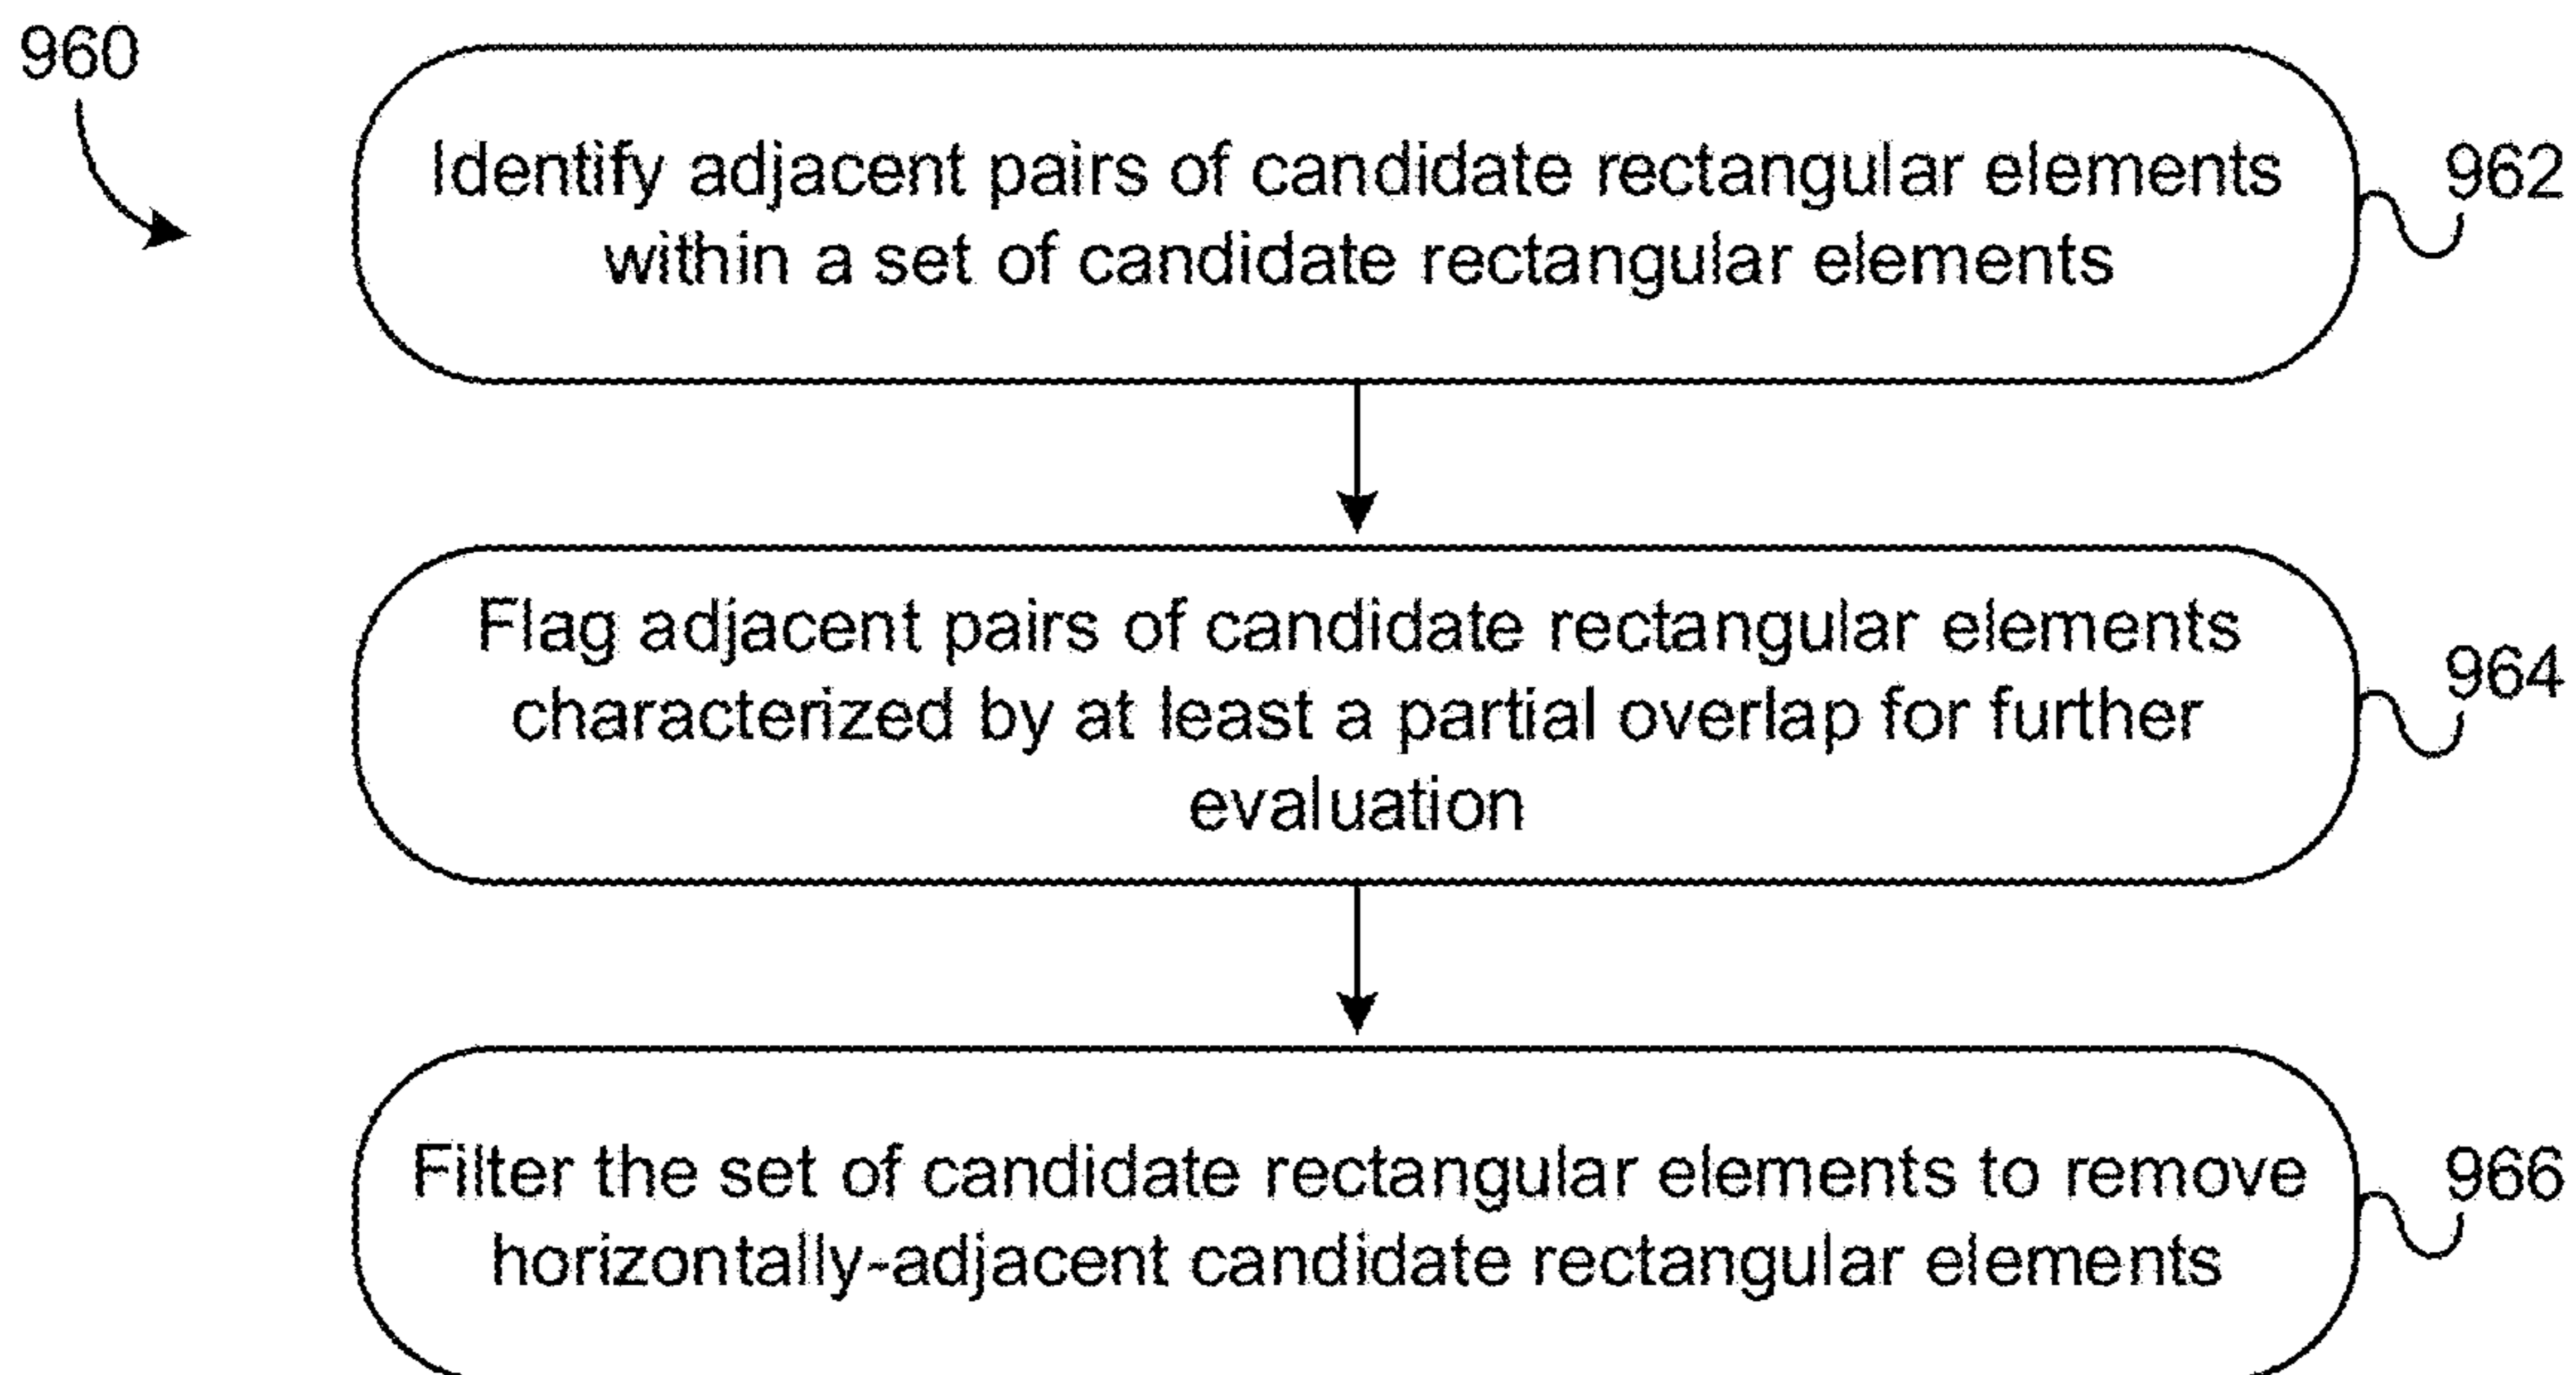 960
Identify adjacent pairs of candidate rectangular elements
within a set of candidate rectangular elements
962
Flag adjacent pairs of candidate rectangular elements
characterized by at least a partial overlap for further
evaluation
964
Filter the set of candidate rectangular elements to remove
horizontally-adjacent candidate rectangular elements
966